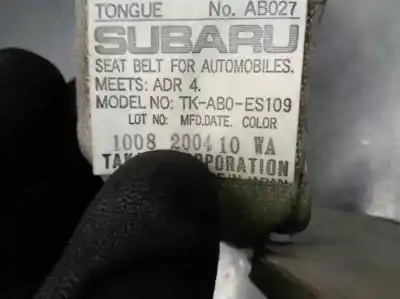 TONGUE No. AB027
SUBARU
SEAT BELT FOR AUTOMOBILES.
MEETS: ADR 4.
MODEL NO: TK-AB0-ES109
LOT NO: MFD.DATE. COLOR
1008 200410 WA
CORPORATION
JAPAN